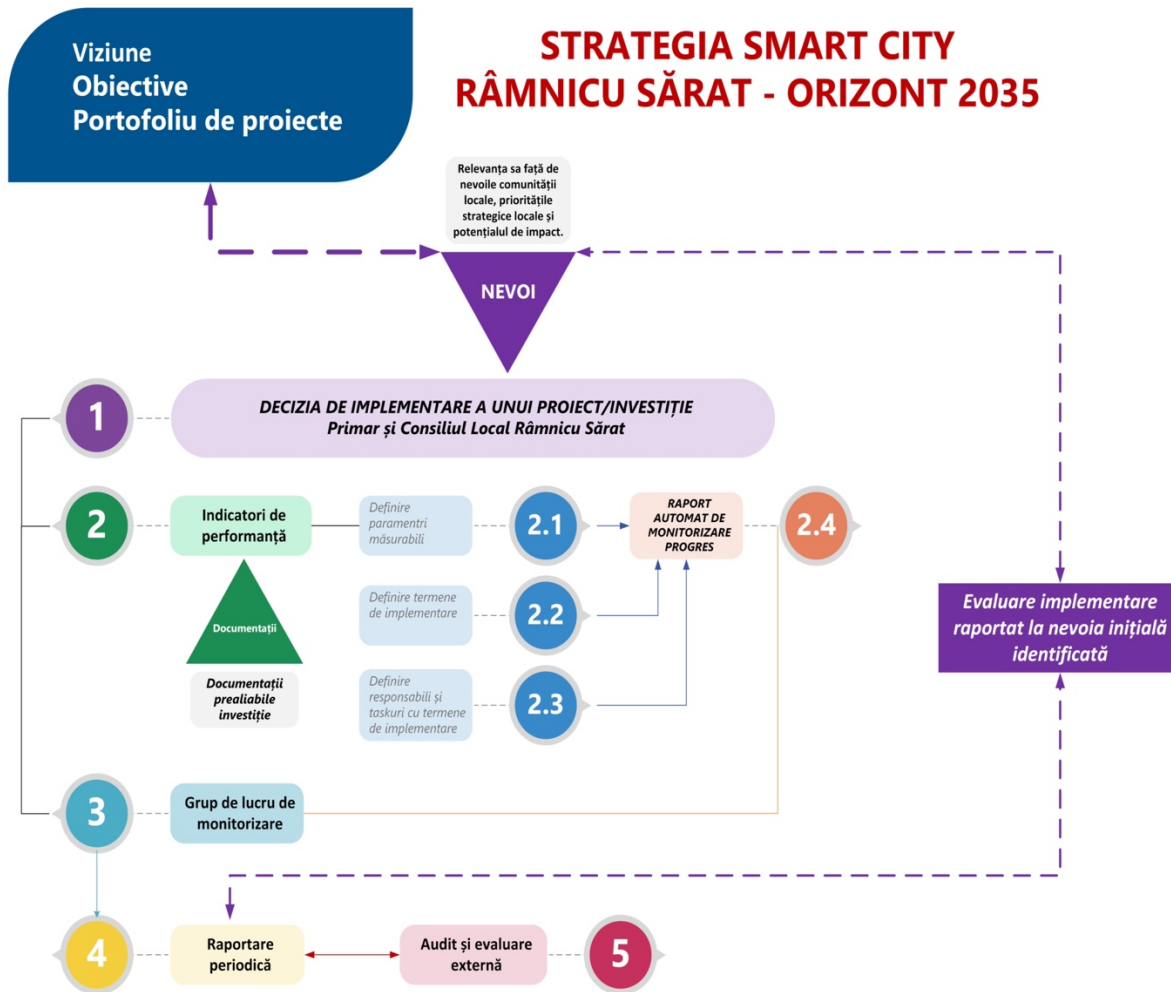 Viziune
Obiective
Portofoliu de proiecte
STRATEGIA SMART CITY
RÂMNICU SĂRAT - ORIZONT 2035
Relevanța sa față de
nevoile comunității
locale, prioritățile
strategice locale și
potențialul de impact.
NEVOI
1
DECIZIA DE IMPLEMENTARE A UNUI PROIECT/INVESTIȚIE
Primar și Consiliul Local Râmnicu Sărat
2
Indicatori de
performanță
Definire
paramentri
măsurabili
2.1
RAPORT
AUTOMAT DE
MONITORIZARE
PROGRES
2.4
Documentații
Documentații
prealiabile
investiție
Definire termene
de implementare
2.2
Definire
responsabili și
taskuri cu termene
de implementare
2.3
Evaluare implementare
raportat la nevoia inițială
identificată
3
Grup de lucru de
monitorizare
4
Raportare
periodică
Audit și evaluare
externă
5